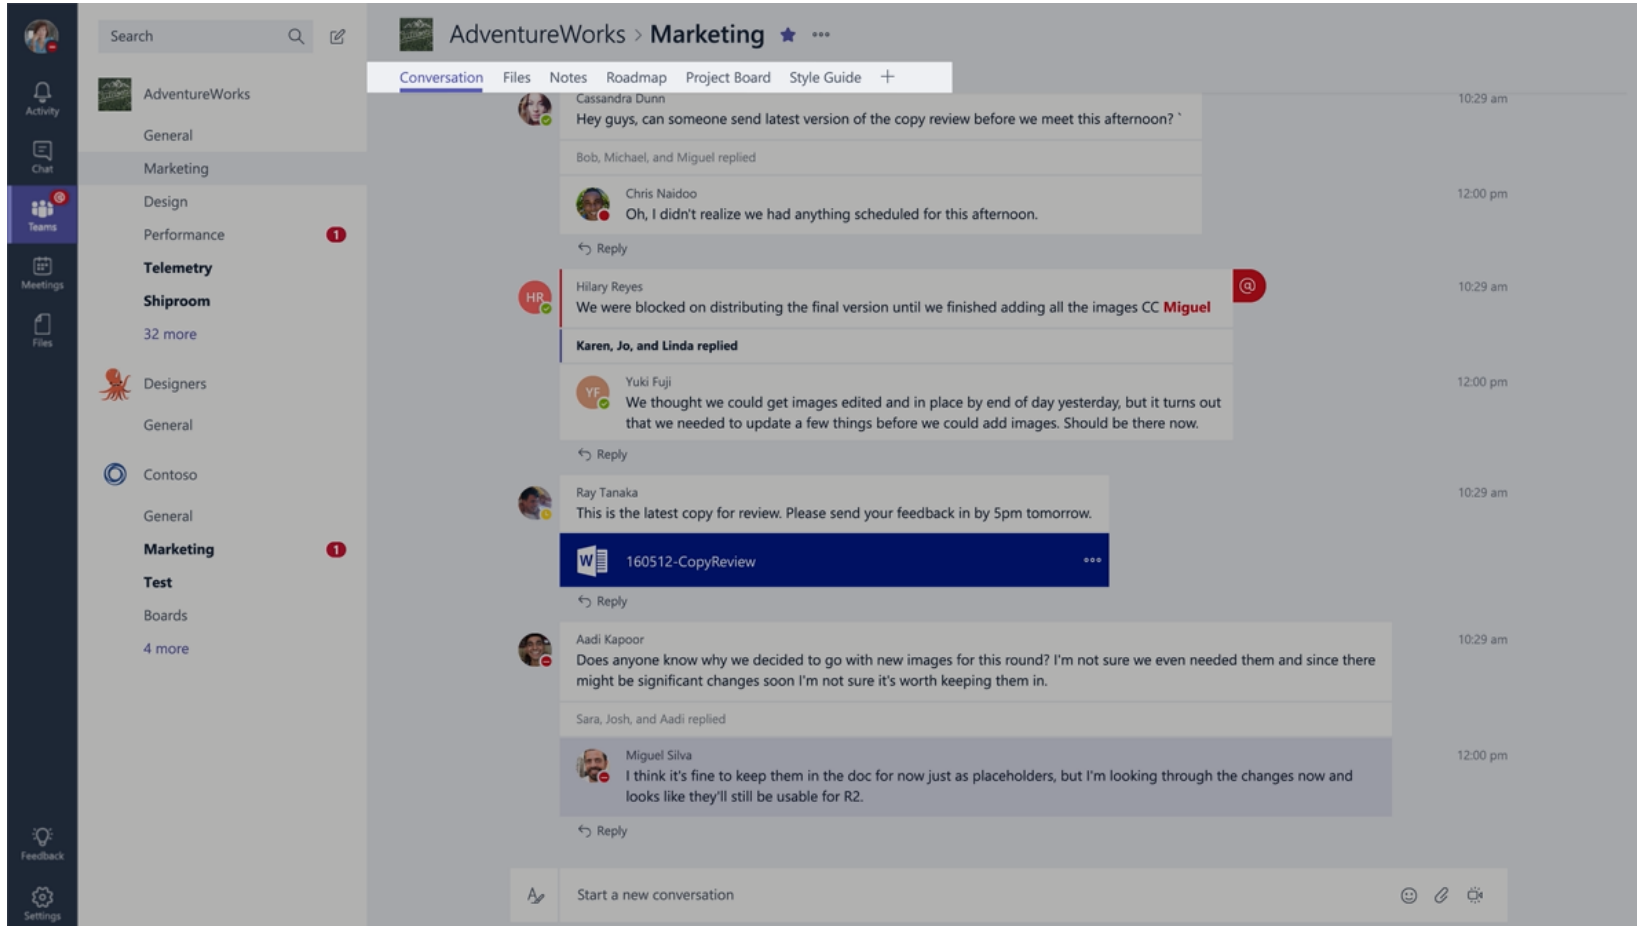 Activity
Chat
Teams
Meetings
Files
Feedback
Settings
Search
AdventureWorks
General
Marketing
Design
Performance 1
Telemetry
Shiproom
32 more
Designers
General
Contoso
General
Marketing 1
Test
Boards
4 more
AdventureWorks > Marketing
Conversation Files Notes Roadmap Project Board Style Guide +
Cassandra Dunn 10:29 am
Hey guys, can someone send latest version of the copy review before we meet this afternoon? `
Bob, Michael, and Miguel replied
Chris Naidoo 12:00 pm
Oh, I didn't realize we had anything scheduled for this afternoon.
Reply
HR
Hilary Reyes @ 10:29 am
We were blocked on distributing the final version until we finished adding all the images CC Miguel
Karen, Jo, and Linda replied
YF
Yuki Fuji 12:00 pm
We thought we could get images edited and in place by end of day yesterday, but it turns out
that we needed to update a few things before we could add images. Should be there now.
Reply
Ray Tanaka 10:29 am
This is the latest copy for review. Please send your feedback in by 5pm tomorrow.
W 160512-CopyReview
Reply
Aadi Kapoor 10:29 am
Does anyone know why we decided to go with new images for this round? I'm not sure we even needed them and since there
might be significant changes soon I'm not sure it's worth keeping them in.
Sara, Josh, and Aadi replied
Miguel Silva 12:00 pm
I think it's fine to keep them in the doc for now just as placeholders, but I'm looking through the changes now and
looks like they'll still be usable for R2.
Reply
Start a new conversation